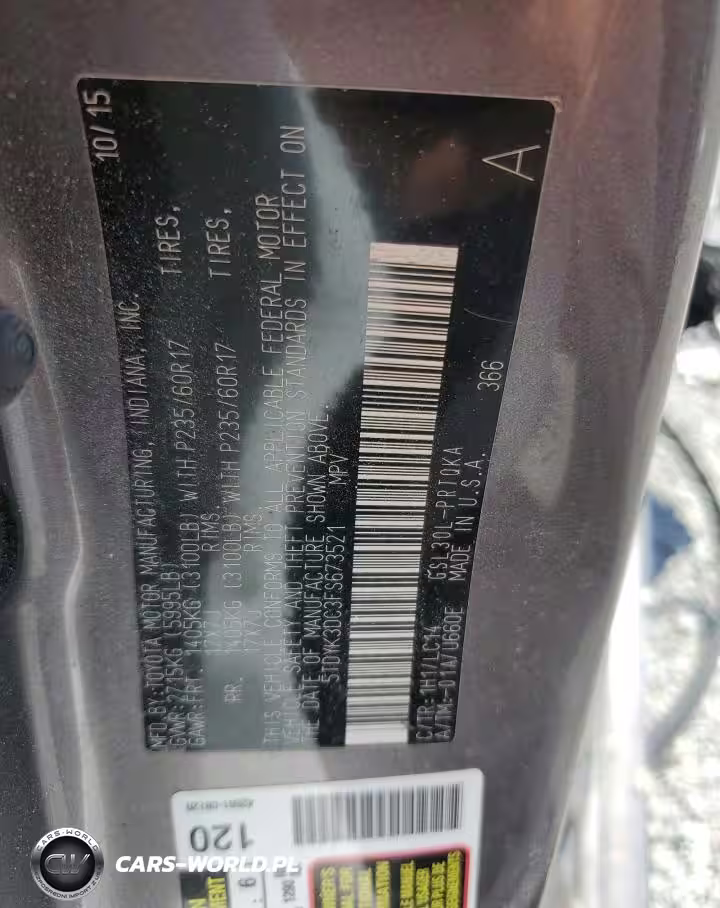 MFD.BY:TOYOTA MOTOR MANUFACTURING, INDIANA, INC. 10/15
GVWR:2715KG (5995LB)
GAWR:FRT. 1405KG (3100LB) WITH P235/60R17 TIRES,
17X7J RIMS
RR. 1405KG (3100LB) WITH P235/60R17 TIRES,
17X7J RIMS
THIS VEHICLE CONFORMS TO ALL APPLICABLE FEDERAL MOTOR
VEHICLE SAFETY AND THEFT PREVENTION STANDARDS IN EFFECT ON
THE DATE OF MANUFACTURE SHOWN ABOVE.
5TDYK3DC3FS673521 MPV
C/TR:1H1/LC14 GSL30L-PRTQKA 366
A/TM:-01A/U660E MADE IN U.S.A.
A
120
CARS-WORLD
CW
CARS-WORLD.PL